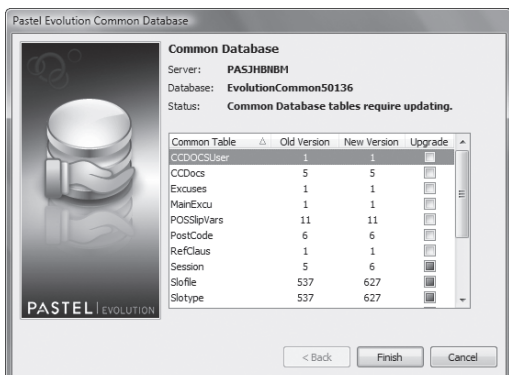 Pastel Evolution Common Database
Common Database
Server: PASJHBNBM
Database: EvolutionCommon50136
Status: Common Database tables require updating.
Common Table Old Version New Version Upgrade
CCDOCSUser 1 1
CCDocs 5 5
Excuses 1 1
MainExcu 1 1
POSSlipVars 11 11
PostCode 6 6
RefClaus 1 1
Session 5 6
Slofile 537 627
Slotype 537 627
PASTEL EVOLUTION
< Back Finish Cancel